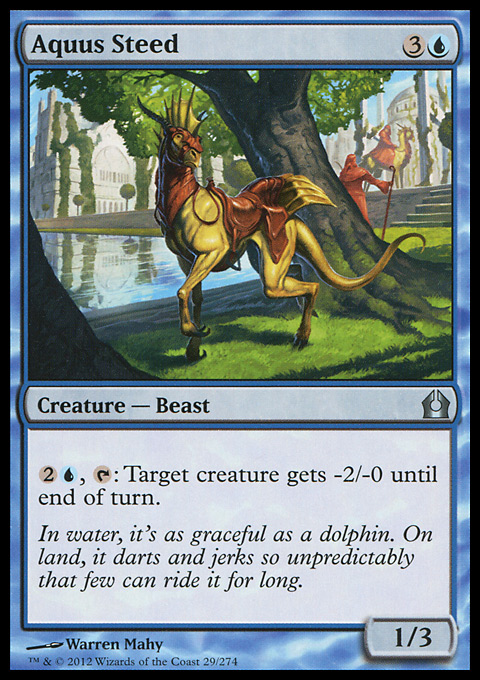 Aquus Steed 3
Creature — Beast
2, : Target creature gets -2/-0 until
end of turn.
In water, it's as graceful as a dolphin. On
land, it darts and jerks so unpredictably
that few can ride it for long.
Warren Mahy
™ & © 2012 Wizards of the Coast 29/274
1/3